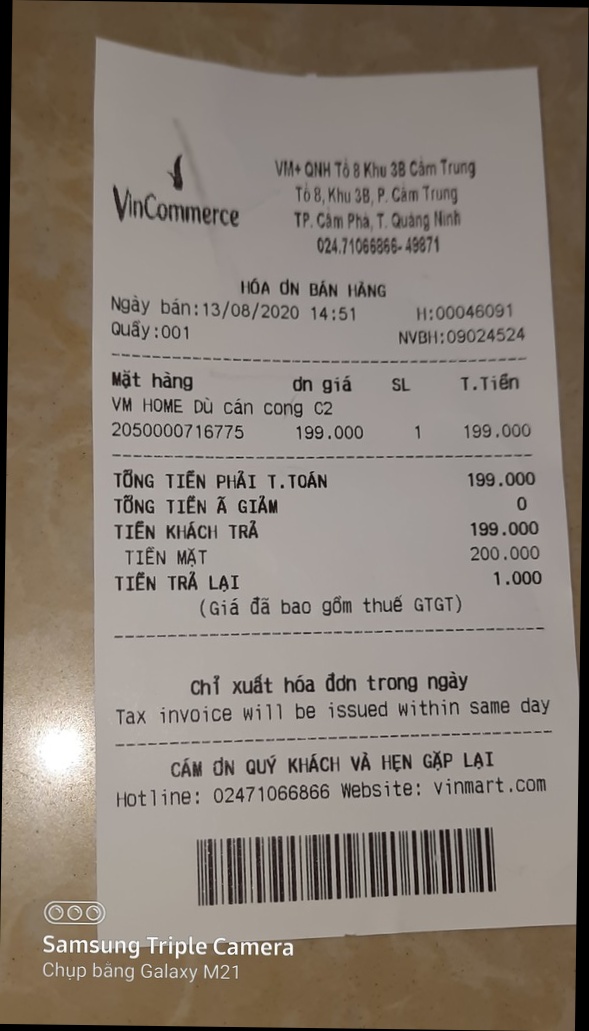 VinCommerce
VM+ QNH Tổ 8 Khu 3B Cẩm Trung
Tổ 8, Khu 3B, P. Cẩm Trung
TP. Cẩm Phả, T. Quảng Ninh
024.71066866- 49871
HÓA ƠN BÁN HÀNG
Ngày bán:13/08/2020 14:51 H:00046091
Quầy:001 NVBH:09024524
Mặt hàng ơn giá SL T.Tiền
VM HOME Dù cán cong C2
2050000716775 199.000 1 199.000
TỔNG TIỀN PHẢI T.TOÁN 199.000
TỔNG TIỀN Ã GIẢM 0
TIỀN KHÁCH TRẢ 199.000
TIỀN MẶT 200.000
TIỀN TRẢ LẠI 1.000
(Giá đã bao gồm thuế GTGT)
Chỉ xuất hóa đơn trong ngày
Tax invoice will be issued within same day
CẢM ƠN QUÝ KHÁCH VÀ HẸN GẶP LẠI
Hotline: 02471066866 Website: vinmart.com
Samsung Triple Camera
Chụp bằng Galaxy M21